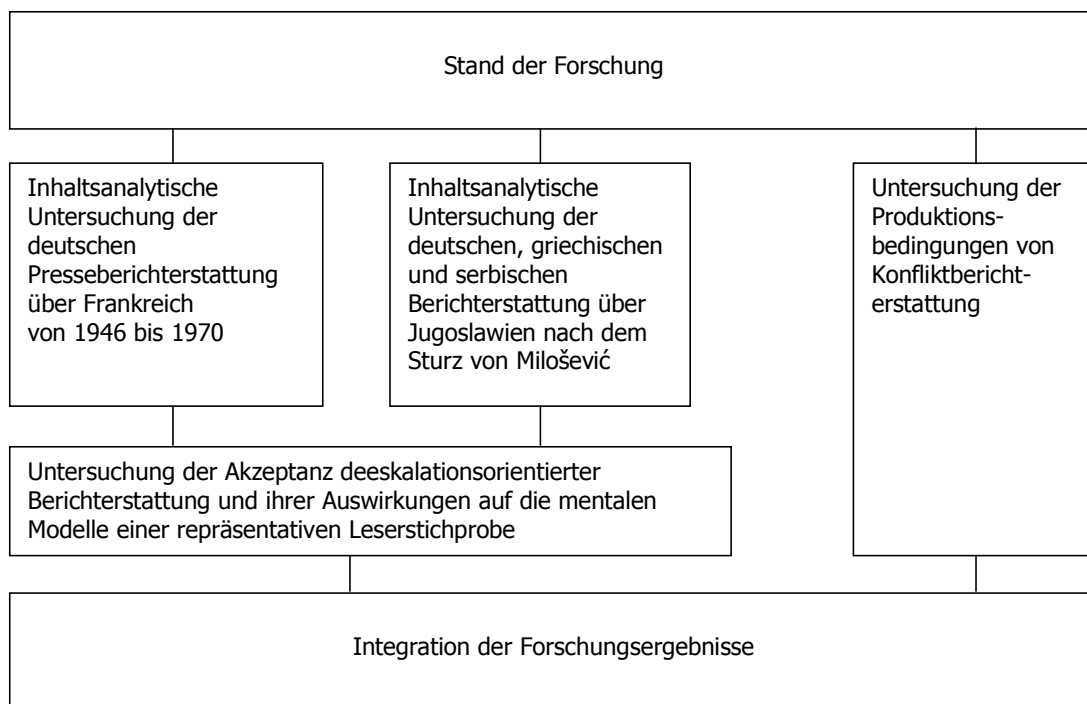 Stand der Forschung
Inhaltsanalytische
Untersuchung der
deutschen
Presseberichterstattung
über Frankreich
von 1946 bis 1970
Inhaltsanalytische
Untersuchung der
deutschen, griechischen
und serbischen
Berichterstattung über
Jugoslawien nach dem
Sturz von Milošević
Untersuchung der
Produktions-
bedingungen von
Konfliktbericht-
erstattung
Untersuchung der Akzeptanz deeskalationsorientierter
Berichterstattung und ihrer Auswirkungen auf die mentalen
Modelle einer repräsentativen Leserstichprobe
Integration der Forschungsergebnisse